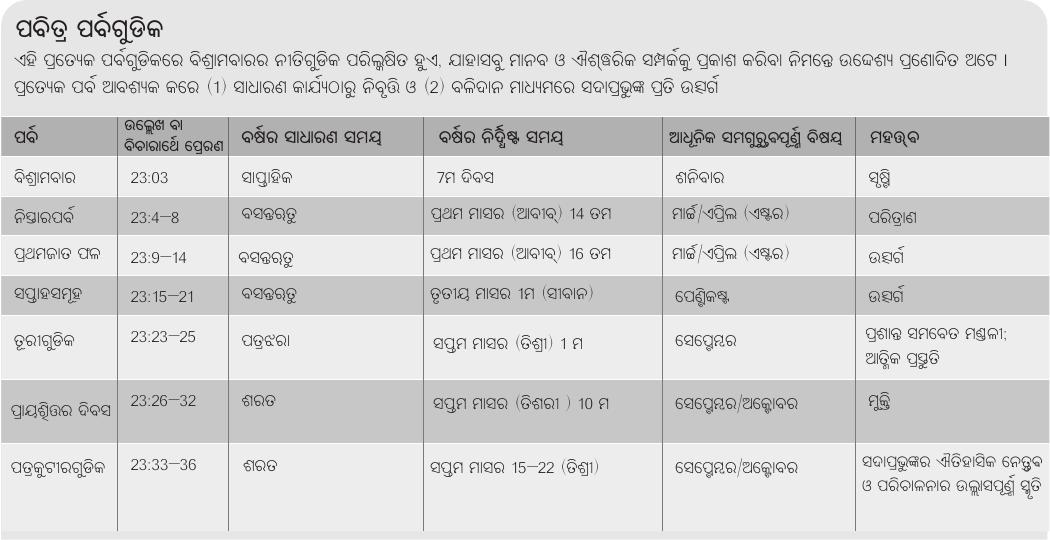 ପବିତ୍ର ପର୍ବଗୁଡିକ
ଏହି ପ୍ରତ୍ୟେକ ପର୍ବଗୁଡିକରେ ବିଶ୍ରାମବାରର ନୀତିଗୁଡିକ ପରିଲକ୍ଷିତ ହୁଏ, ଯାହାସବୁ ମାନବ ଓ ଐଶ୍ୱରିକ ସମ୍ପର୍କକୁ ପ୍ରକାଶ କରିବା ନିମନ୍ତେ ଉଦ୍ଦେଶ୍ୟ ପ୍ରଣୋଦିତ ଅଟେ ।
ପ୍ରତ୍ୟେକ ପର୍ବ ଆବଶ୍ୟକ କରେ (1) ସାଧାରଣ କାର୍ଯ୍ୟଠାରୁ ନିବୃତ୍ତି ଓ (2) ବଳିଦାନ ମାଧ୍ୟମରେ ସଦାପ୍ରଭୁଙ୍କ ପ୍ରତି ଉତ୍ସର୍ଗ
ପର୍ବ ଉଲ୍ଲେଖ ବା ବିଚାରାର୍ଥେ ପ୍ରେରଣ ବର୍ଷର ସାଧାରଣ ସମୟ ବର୍ଷର ନିର୍ଦ୍ଧିଷ୍ଟ ସମୟ ଆଧୂନିକ ସମଗୁରୁତ୍ୱପୂର୍ଣ୍ଣ ବିଷୟ ମହତ୍ତ୍ୱ
ବିଶ୍ରାମବାର 23:03 ସାପ୍ତାହିକ 7ମ ଦିବସ ଶନିବାର ସୃଷ୍ଟି
ନିସ୍ତାରପର୍ବ 23:4–8 ବସନ୍ତଋତୁ ପ୍ରଥମ ମାସର (ଆବୀବ୍) 14 ତମ ମାର୍ଚ୍ଚ/ଏପ୍ରିଲ (ଏଷ୍ଟର) ପରିତ୍ରାଣ
ପ୍ରଥମଜାତ ଫଳ 23:9–14 ବସନ୍ତଋତୁ ପ୍ରଥମ ମାସର (ଆବୀବ୍) 16 ତମ ମାର୍ଚ୍ଚ/ଏପ୍ରିଲ (ଏଷ୍ଟର) ଉତ୍ସର୍ଗ
ସପ୍ତାହସମୂହ 23:15–21 ବସନ୍ତଋତୁ ତୃତୀୟ ମାସର 1ମ (ସୀବାନ) ପେଣ୍ଟିକଷ୍ଟ ଉତ୍ସର୍ଗ
ତୂରୀଗୁଡିକ 23:23–25 ପତ୍ରଝରା ସପ୍ତମ ମାସର (ତିଶ୍ରୀ) 1 ମ ସେପ୍ଟେମ୍ବର ପ୍ରଶାନ୍ତ ସମବେତ ମଣ୍ଡଳୀ;
ଆତ୍ମିକ ପ୍ରସ୍ତୁତି
ପ୍ରାୟଶ୍ଚିତ୍ତର ଦିବସ 23:26–32 ଶରତ ସପ୍ତମ ମାସର (ତିଶରୀ ) 10 ମ ସେପ୍ଟେମ୍ବର/ଅକ୍ଟୋବର ମୁକ୍ତି
ପତ୍ରକୁଟୀରଗୁଡିକ 23:33–36 ଶରତ ସପ୍ତମ ମାସର 15–22 (ତିଶ୍ରୀ) ସେପ୍ଟେମ୍ବର/ଅକ୍ଟୋବର ସଦାପ୍ରଭୁଙ୍କର ଐତିହାସିକ ନେତୃତ୍ୱ
ଓ ପରିଚାଳନାର ଉଲ୍ଲାସପୂର୍ଣ୍ଣ ସ୍ମୃତି